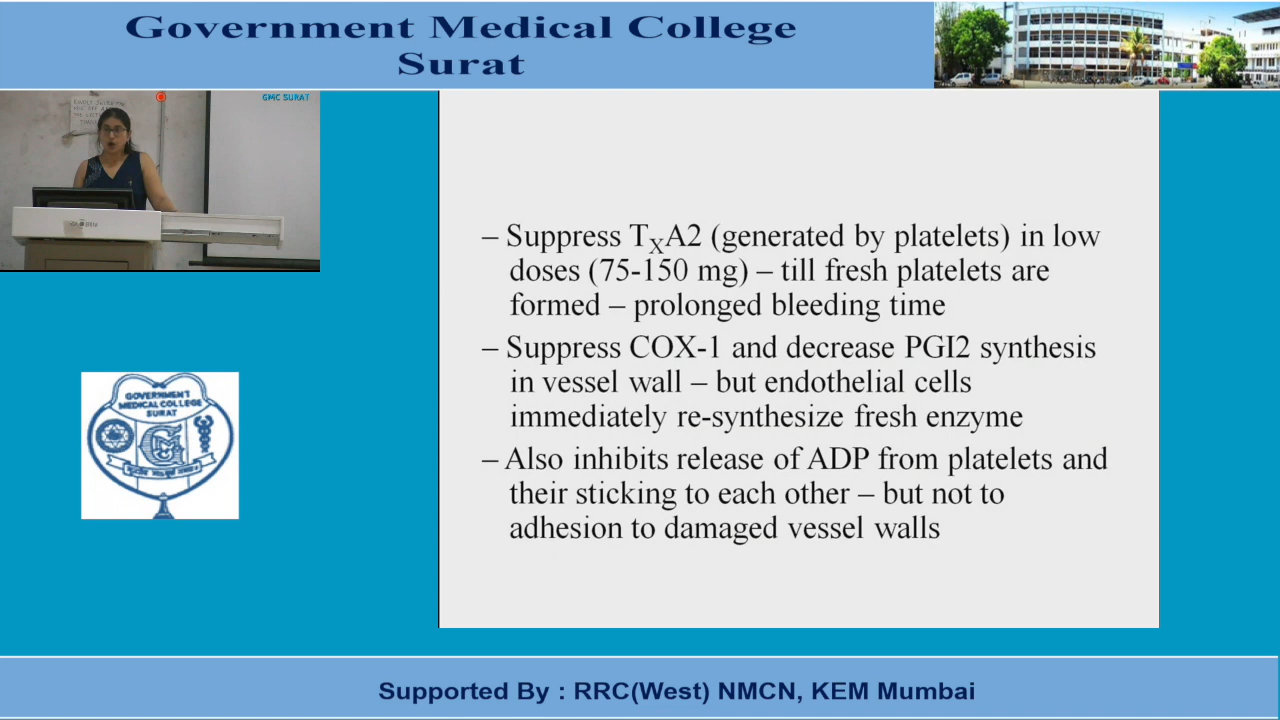 Government Medical College
Surat
GMC SURAT
– Suppress TXA2 (generated by platelets) in low
doses (75-150 mg) – till fresh platelets are
formed – prolonged bleeding time
– Suppress COX-1 and decrease PGI2 synthesis
in vessel wall – but endothelial cells
immediately re-synthesize fresh enzyme
– Also inhibits release of ADP from platelets and
their sticking to each other – but not to
adhesion to damaged vessel walls
GOVERNMENT
MEDICAL COLLEGE
SURAT
Supported By : RRC(West) NMCN, KEM Mumbai